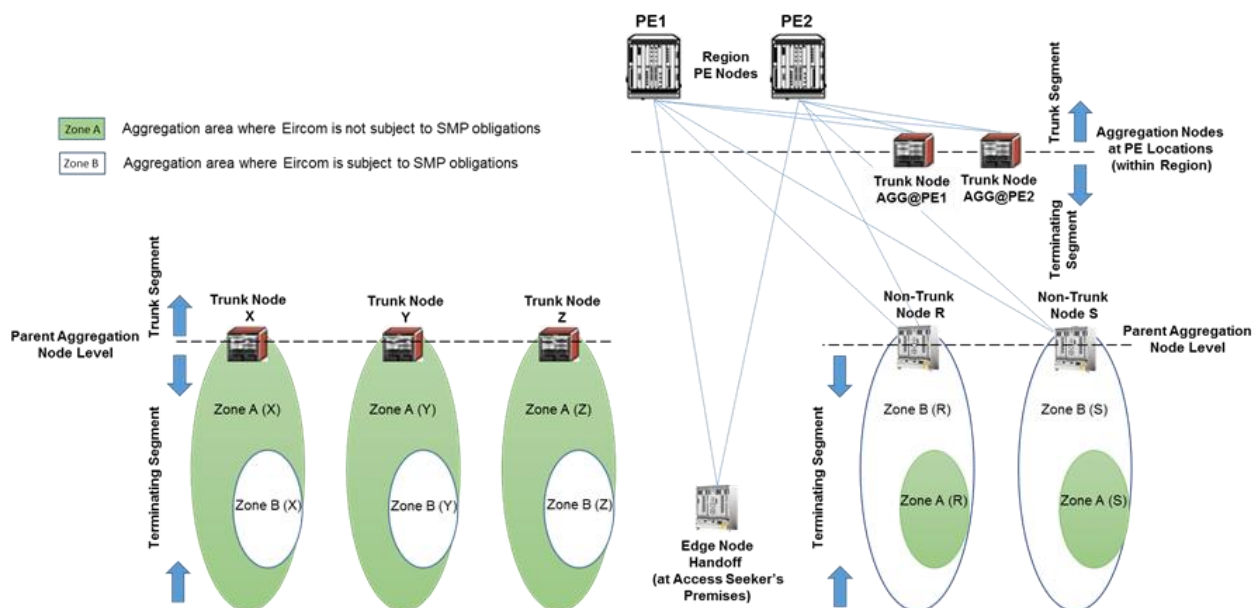 PE1
PE2
Region
PE Nodes
Zone A
Aggregation area where Eircom is not subject to SMP obligations
Zone B
Aggregation area where Eircom is subject to SMP obligations
Trunk Segment
Aggregation Nodes
at PE Locations
(within Region)
Terminating
Segment
Trunk Node
AGG@PE1
Trunk Node
AGG@PE2
Trunk Segment
Parent Aggregation
Node Level
Terminating Segment
Trunk Node
X
Trunk Node
Y
Trunk Node
Z
Non-Trunk
Node R
Non-Trunk
Node S
Parent Aggregation
Node Level
Zone A (X)
Zone A (Y)
Zone A (Z)
Zone B (R)
Zone B (S)
Zone B (X)
Zone B (Y)
Zone B (Z)
Zone A (R)
Zone A (S)
Terminating Segment
Edge Node
Handoff
(at Access Seeker's
Premises)